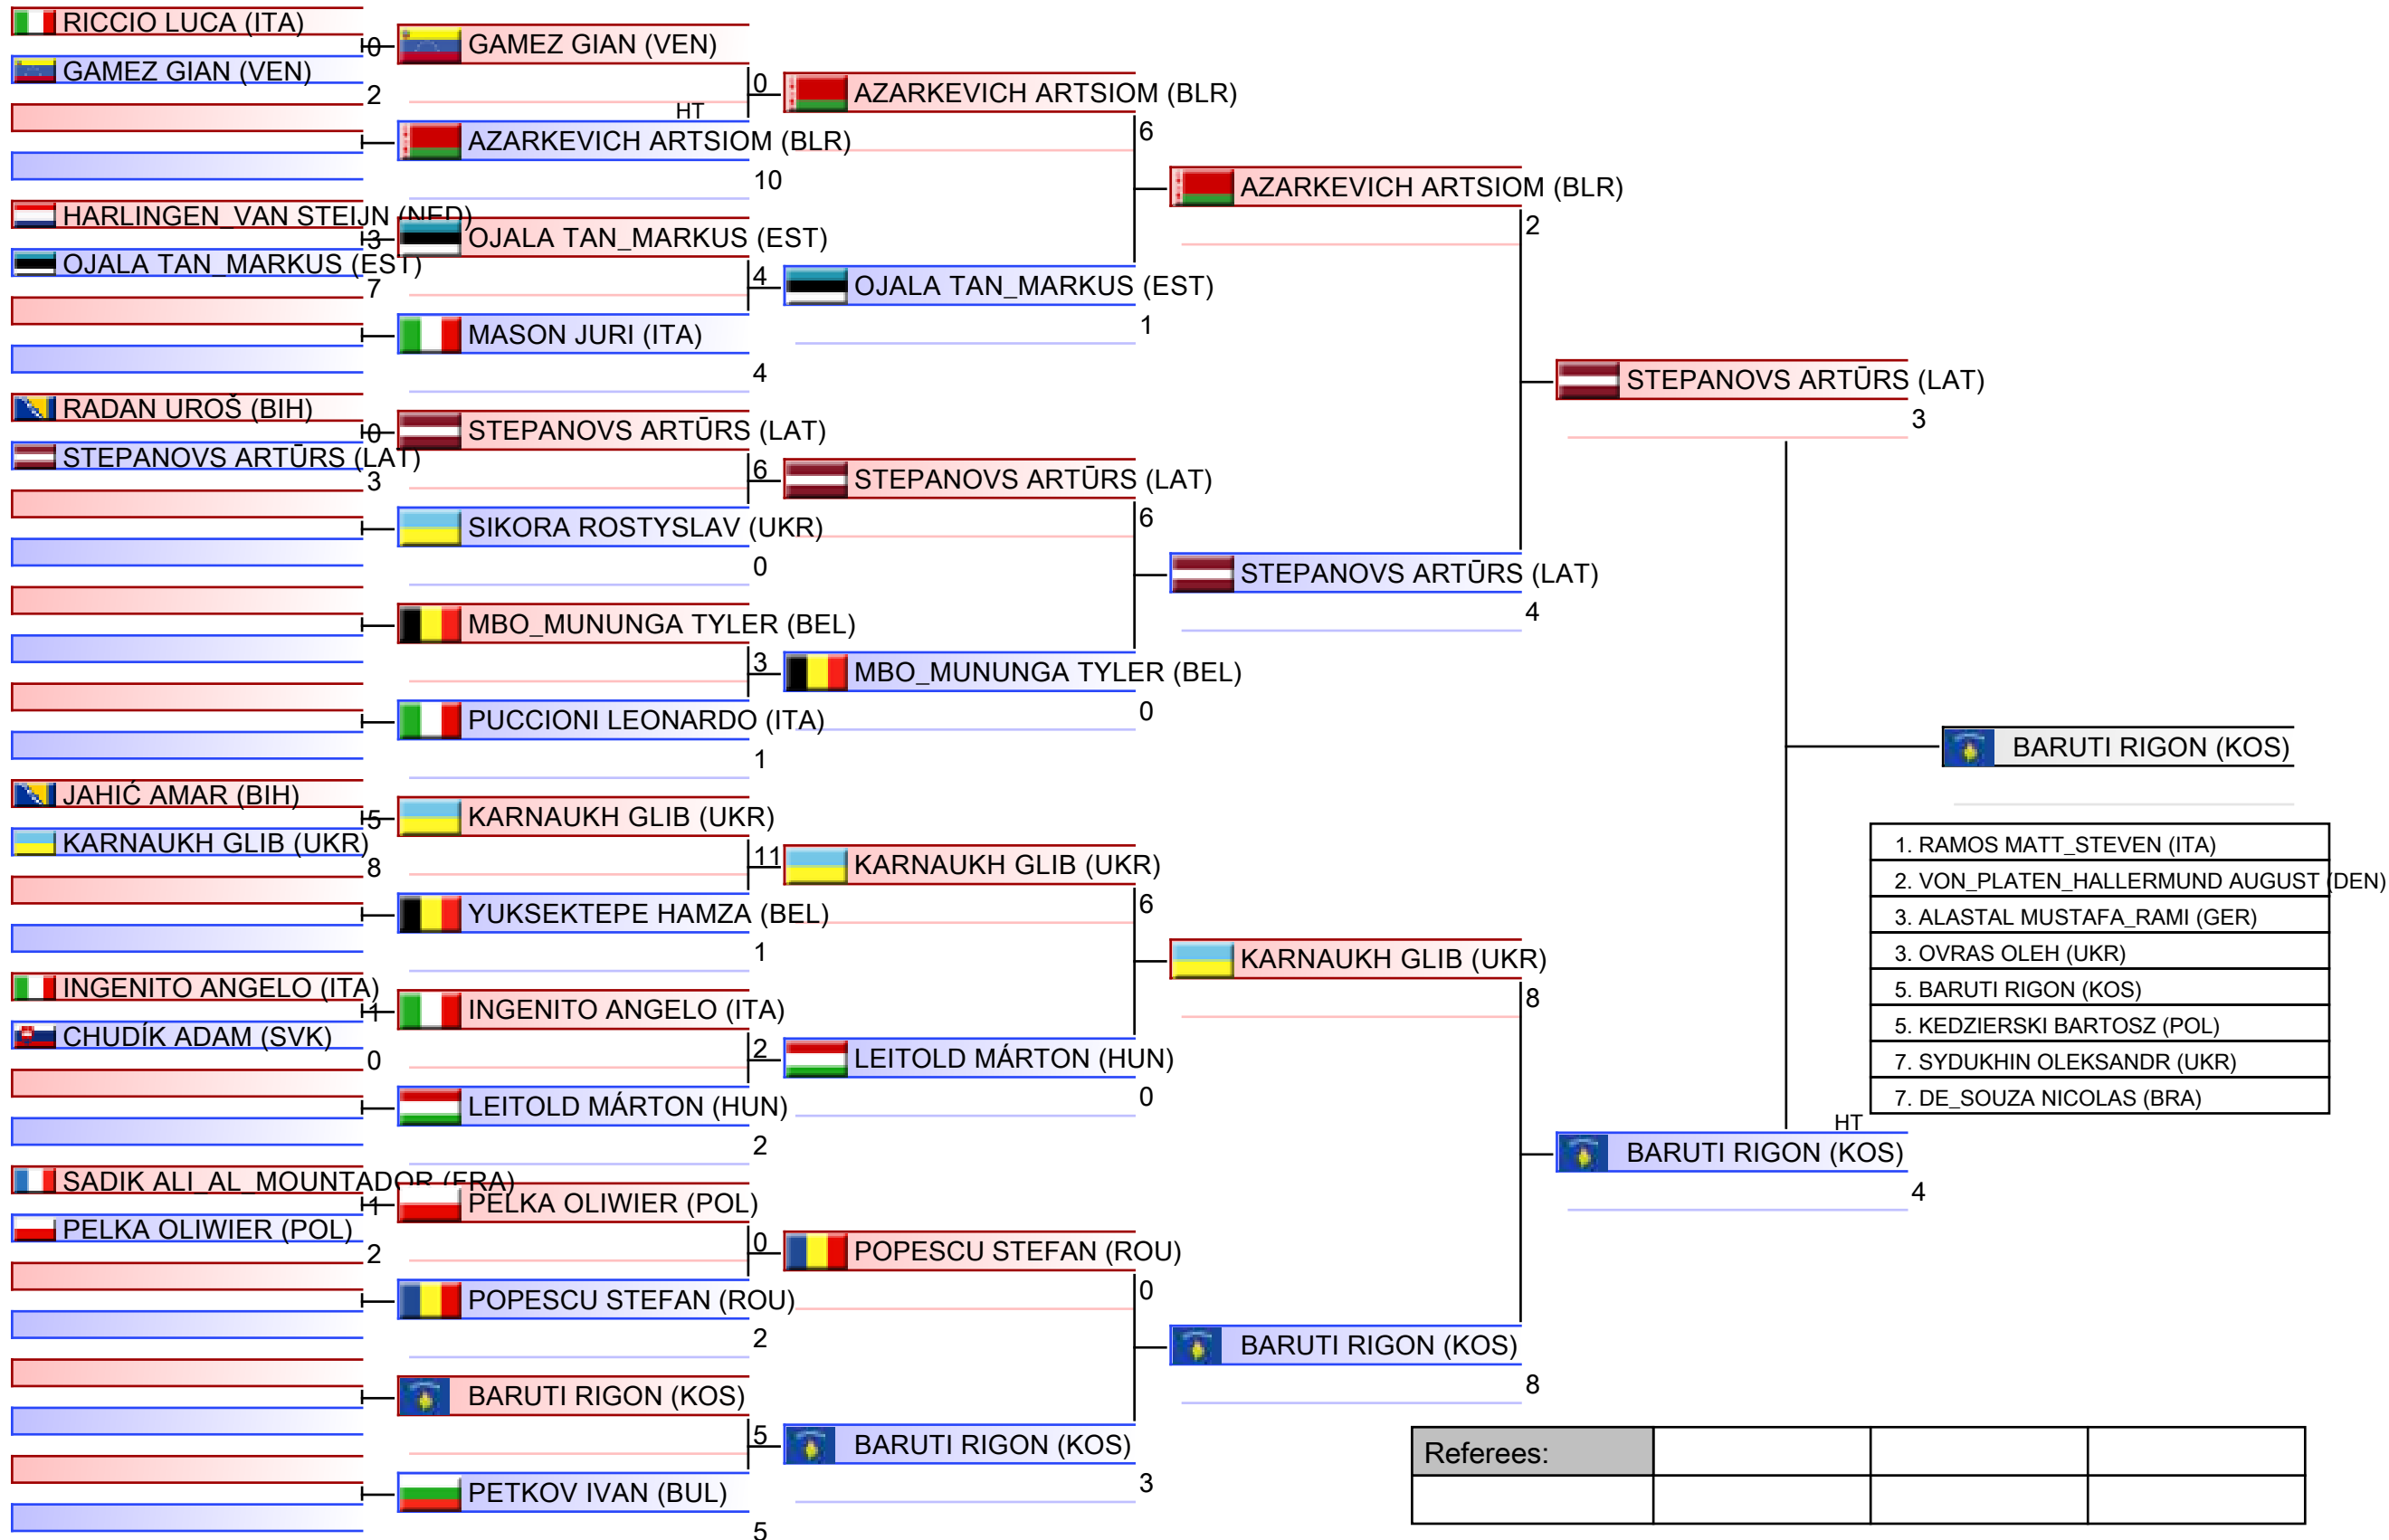 RICCIO LUCA (ITA)
0
GAMEZ GIAN (VEN)
2
HARLINGEN_VAN STEIJN (NED)
3
OJALA TAN_MARKUS (EST)
7
RADAN UROŠ (BIH)
0
STEPANOVS ARTŪRS (LAT)
3
JAHIĆ AMAR (BIH)
5
KARNAUKH GLIB (UKR)
8
INGENITO ANGELO (ITA)
1
CHUDÍK ADAM (SVK)
0
SADIK ALI_AL_MOUNTADOR (FRA)
1
PELKA OLIWIER (POL)
2
GAMEZ GIAN (VEN)
0
HT
AZARKEVICH ARTSIOM (BLR)
10
OJALA TAN_MARKUS (EST)
4
MASON JURI (ITA)
4
STEPANOVS ARTŪRS (LAT)
6
SIKORA ROSTYSLAV (UKR)
0
MBO_MUNUNGA TYLER (BEL)
3
PUCCIONI LEONARDO (ITA)
1
KARNAUKH GLIB (UKR)
11
YUKSEKTEPE HAMZA (BEL)
1
INGENITO ANGELO (ITA)
2
LEITOLD MÁRTON (HUN)
2
PELKA OLIWIER (POL)
0
POPESCU STEFAN (ROU)
2
BARUTI RIGON (KOS)
5
PETKOV IVAN (BUL)
5
AZARKEVICH ARTSIOM (BLR)
6
OJALA TAN_MARKUS (EST)
1
STEPANOVS ARTŪRS (LAT)
6
MBO_MUNUNGA TYLER (BEL)
0
KARNAUKH GLIB (UKR)
6
LEITOLD MÁRTON (HUN)
0
POPESCU STEFAN (ROU)
0
BARUTI RIGON (KOS)
3
AZARKEVICH ARTSIOM (BLR)
2
STEPANOVS ARTŪRS (LAT)
4
KARNAUKH GLIB (UKR)
8
BARUTI RIGON (KOS)
8
STEPANOVS ARTŪRS (LAT)
3
HT
BARUTI RIGON (KOS)
4
BARUTI RIGON (KOS)
1. RAMOS MATT_STEVEN (ITA)
2. VON_PLATEN_HALLERMUND AUGUST (DEN)
3. ALASTAL MUSTAFA_RAMI (GER)
3. OVRAS OLEH (UKR)
5. BARUTI RIGON (KOS)
5. KEDZIERSKI BARTOSZ (POL)
7. SYDUKHIN OLEKSANDR (UKR)
7. DE_SOUZA NICOLAS (BRA)
Referees: